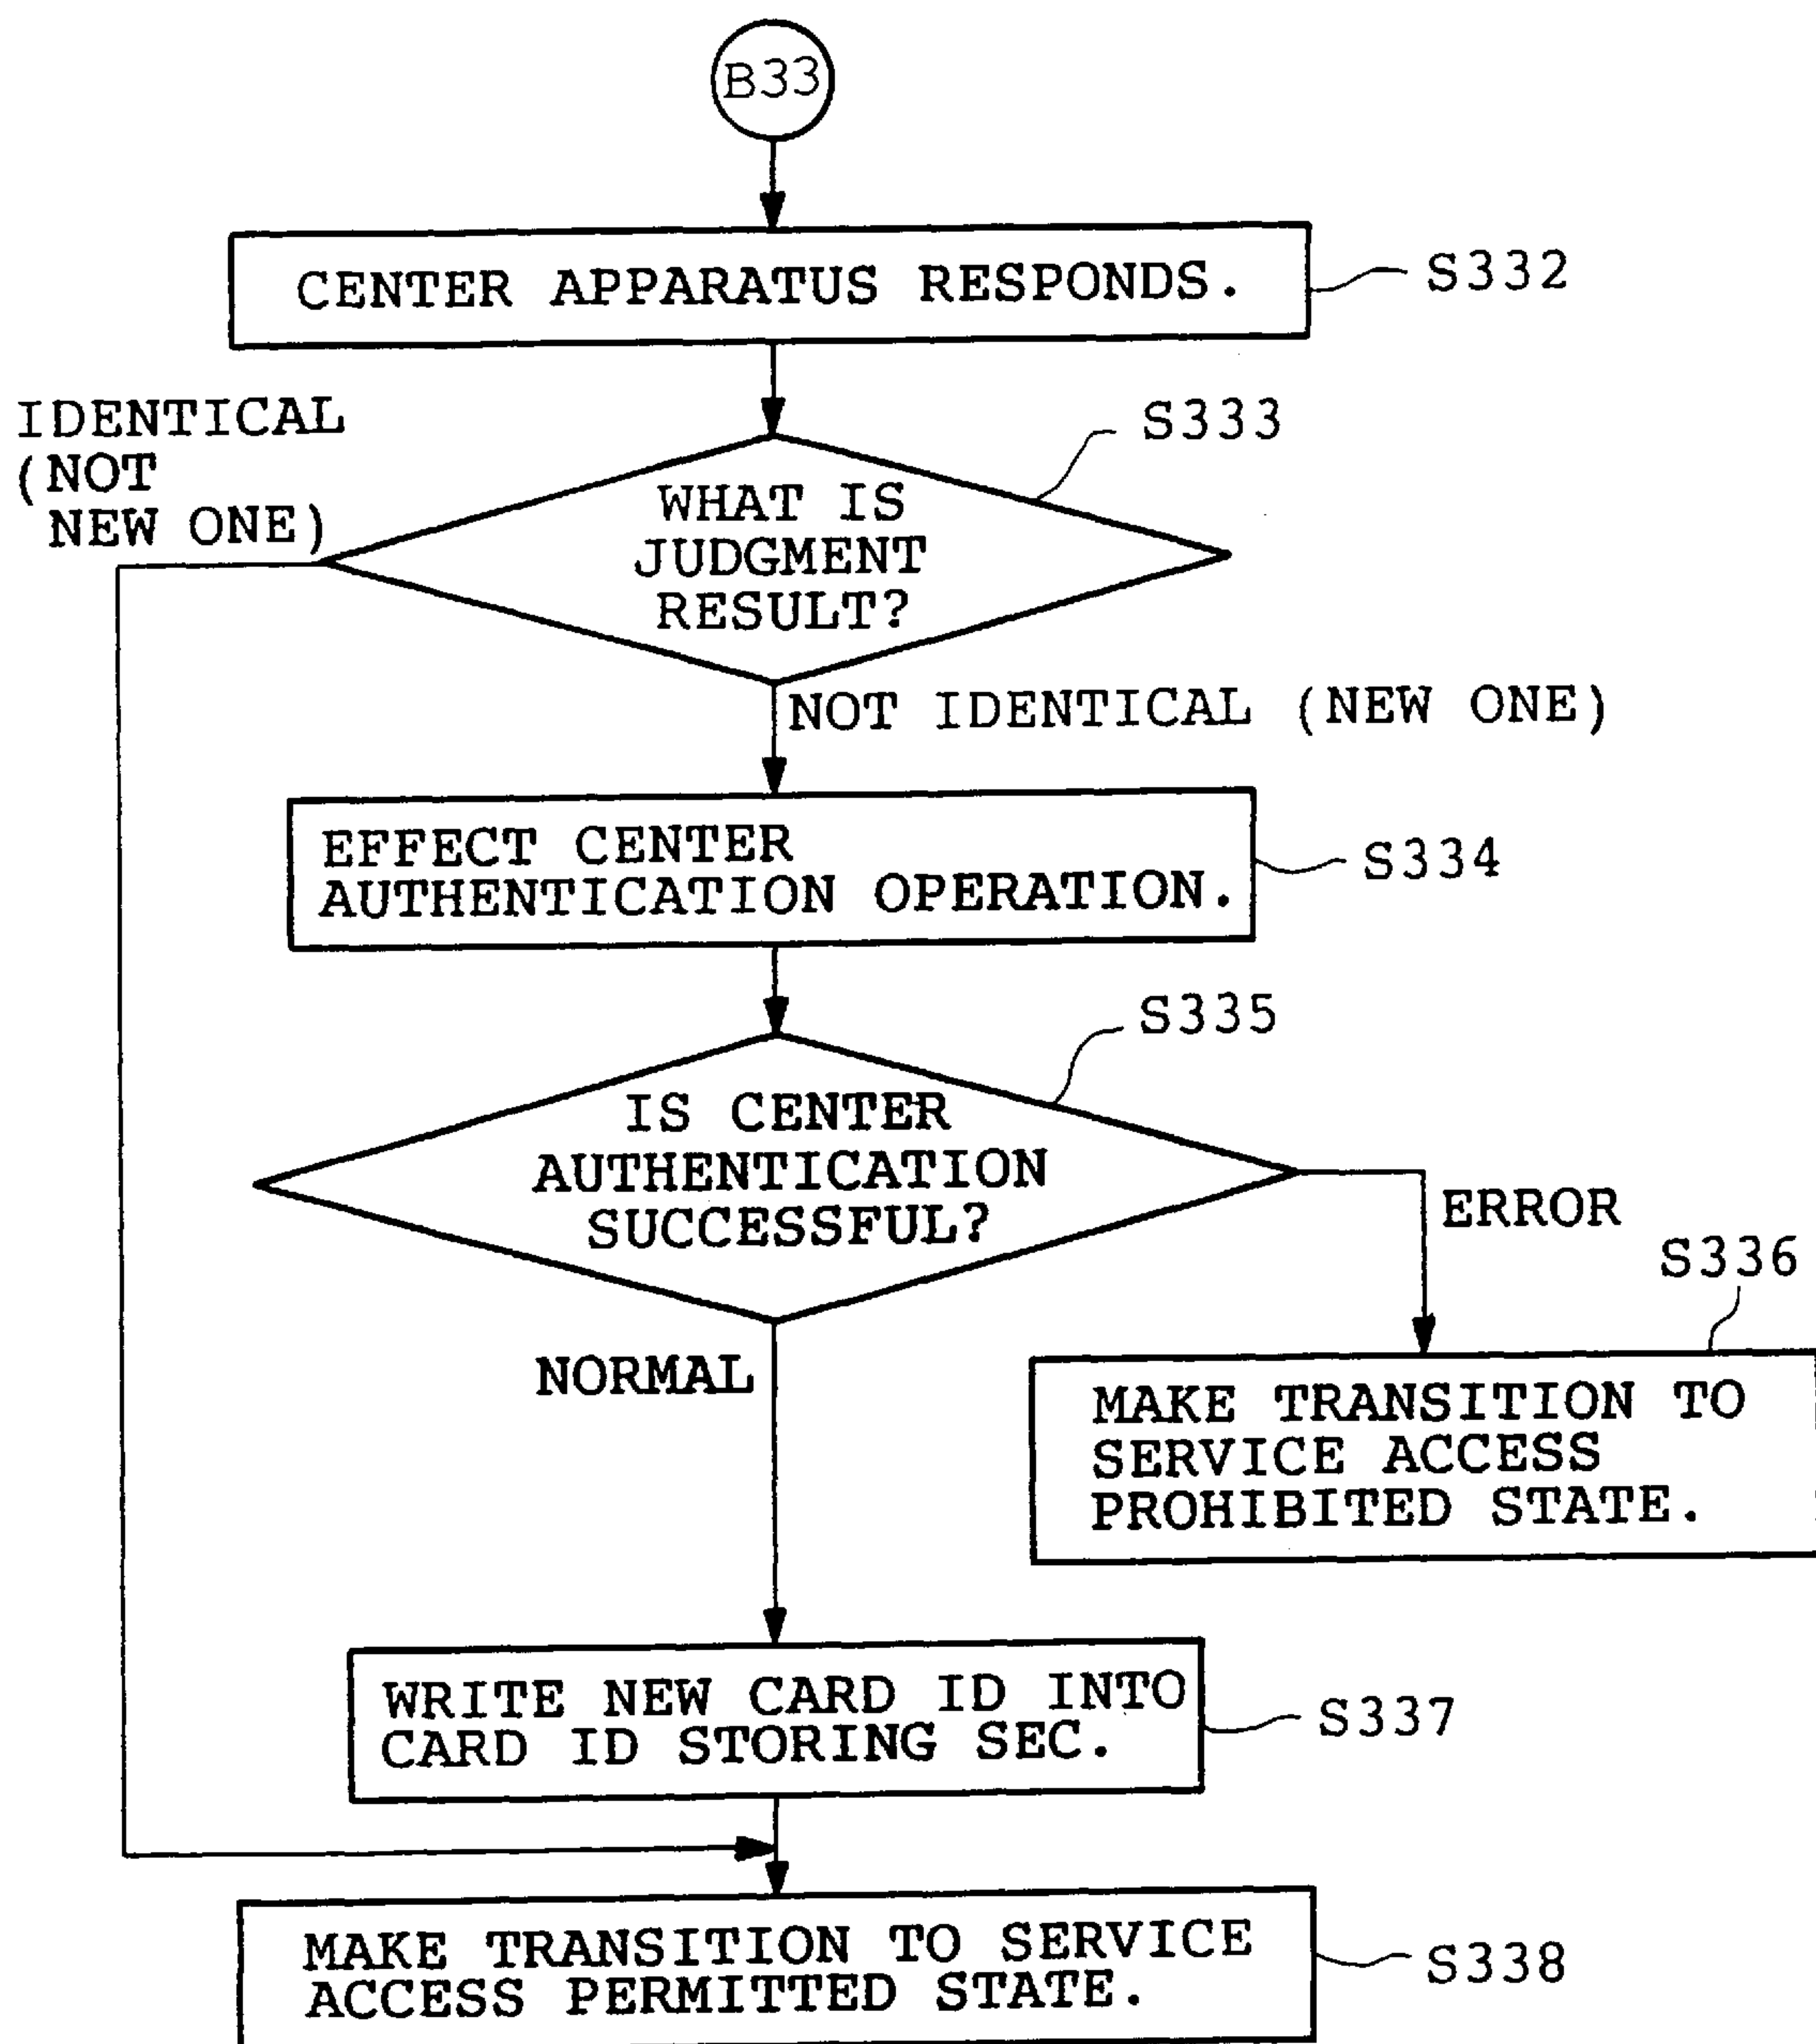 B33
CENTER APPARATUS RESPONDS.
S332
IDENTICAL
(NOT
NEW ONE)
S333
WHAT IS
JUDGMENT
RESULT?
NOT IDENTICAL (NEW ONE)
EFFECT CENTER
AUTHENTICATION OPERATION.
S334
S335
IS CENTER
AUTHENTICATION
SUCCESSFUL?
ERROR
S336
NORMAL
MAKE TRANSITION TO
SERVICE ACCESS
PROHIBITED STATE.
WRITE NEW CARD ID INTO
CARD ID STORING SEC.
S337
MAKE TRANSITION TO SERVICE
ACCESS PERMITTED STATE.
S338